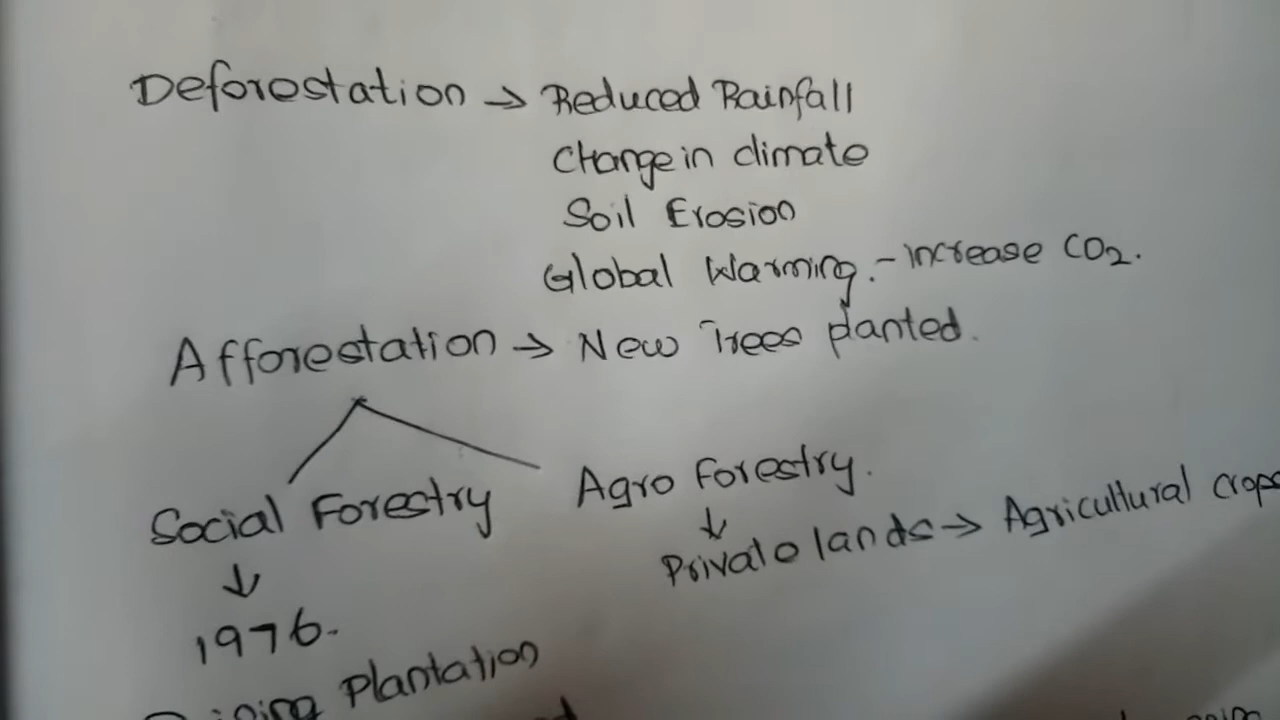 Deforestation → Reduced Rainfall
Change in climate
Soil Erosion
Global Warming. - increase CO2.
Afforestation → New Trees planted.
Social Forestry
Agro Forestry.
↓
↓
Private lands → Agricultural crops
1976.
Plantation